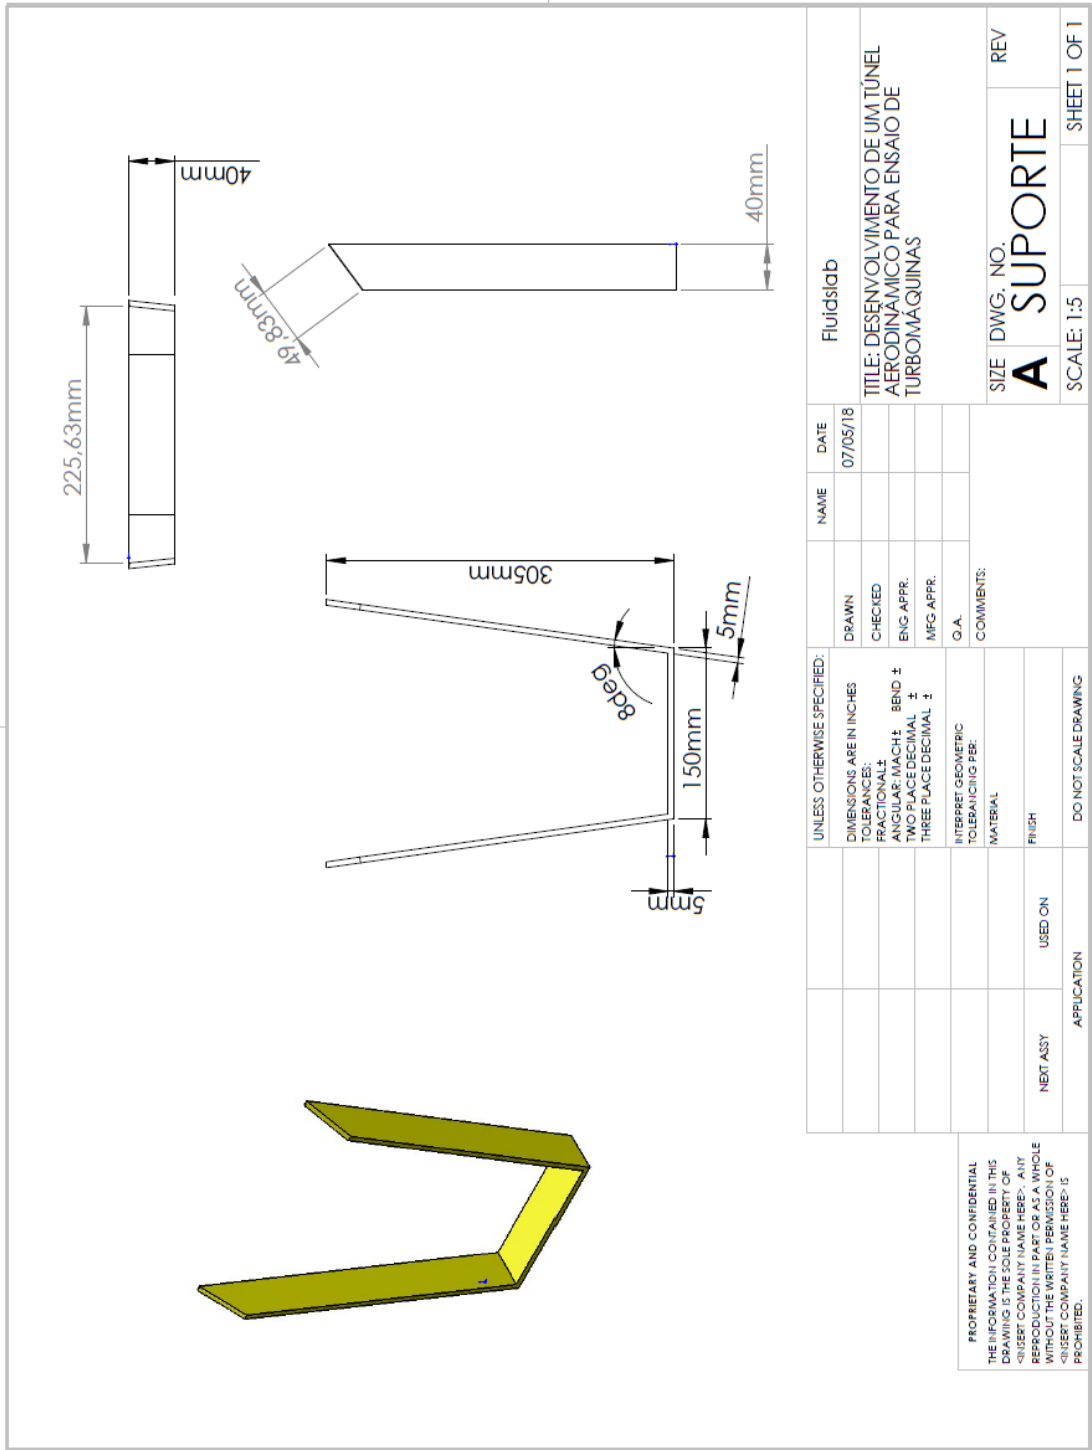 225,63mm
40mm
49,83mm
40mm
305mm
8deg
5mm
150mm
5mm
PROPRIETARY AND CONFIDENTIAL
THE INFORMATION CONTAINED IN THIS
DRAWING IS THE SOLE PROPERTY OF
<INSERT COMPANY NAME HERE>. ANY
REPRODUCTION IN PART OR AS A WHOLE
WITHOUT THE WRITTEN PERMISSION OF
<INSERT COMPANY NAME HERE> IS
PROHIBITED.
NEXT ASSY
USED ON
APPLICATION
UNLESS OTHERWISE SPECIFIED:
DIMENSIONS ARE IN INCHES
TOLERANCES:
FRACTIONAL±
ANGULAR: MACH± BEND ±
TWO PLACE DECIMAL ±
THREE PLACE DECIMAL ±
INTERPRET GEOMETRIC
TOLERANCING PER:
MATERIAL
FINISH
DO NOT SCALE DRAWING
NAME
DATE
DRAWN
07/05/18
CHECKED
ENG APPR.
MFG APPR.
Q.A.
COMMENTS:
Fluidslab
TITLE: DESENVOLVIMENTO DE UM TÚNEL
AERODINÂMICO PARA ENSAIO DE
TURBOMÁQUINAS
SIZE
DWG. NO.
REV
A
SUPORTE
SCALE: 1:5
SHEET 1 OF 1